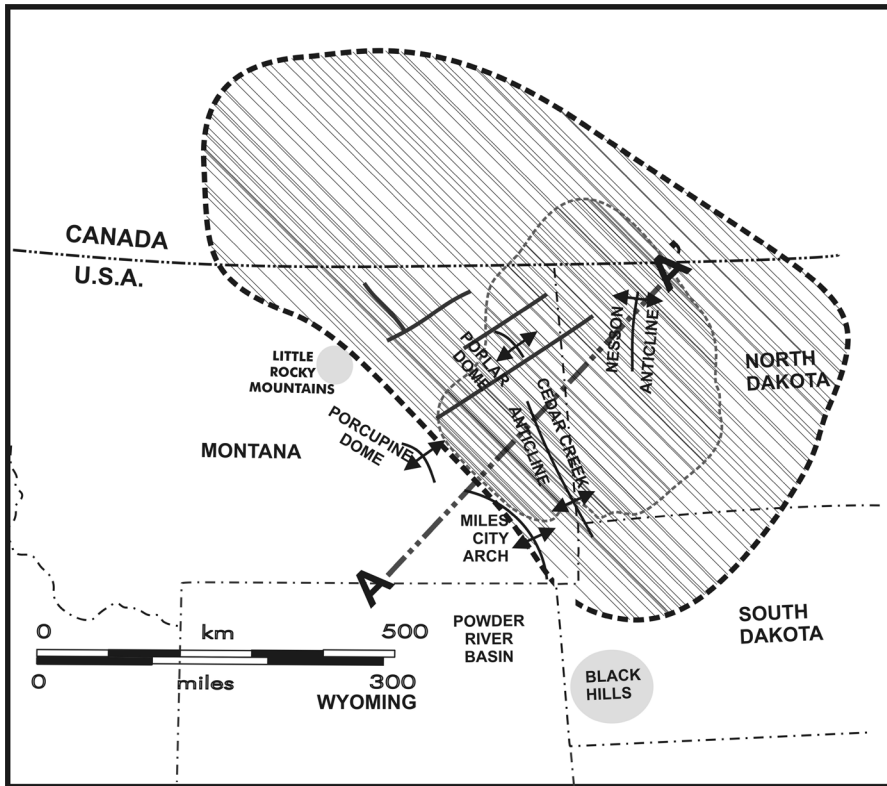 CANADA
U.S.A.
A'
NESSON
ANTICLINE
POPLAR
DOME
LITTLE
ROCKY
MOUNTAINS
NORTH
DAKOTA
CEDAR CREEK
ANTICLINE
PORCUPINE
DOME
MONTANA
MILES
CITY
ARCH
A
POWDER
RIVER
BASIN
SOUTH
DAKOTA
0 km 500
0 miles 300
WYOMING
BLACK
HILLS